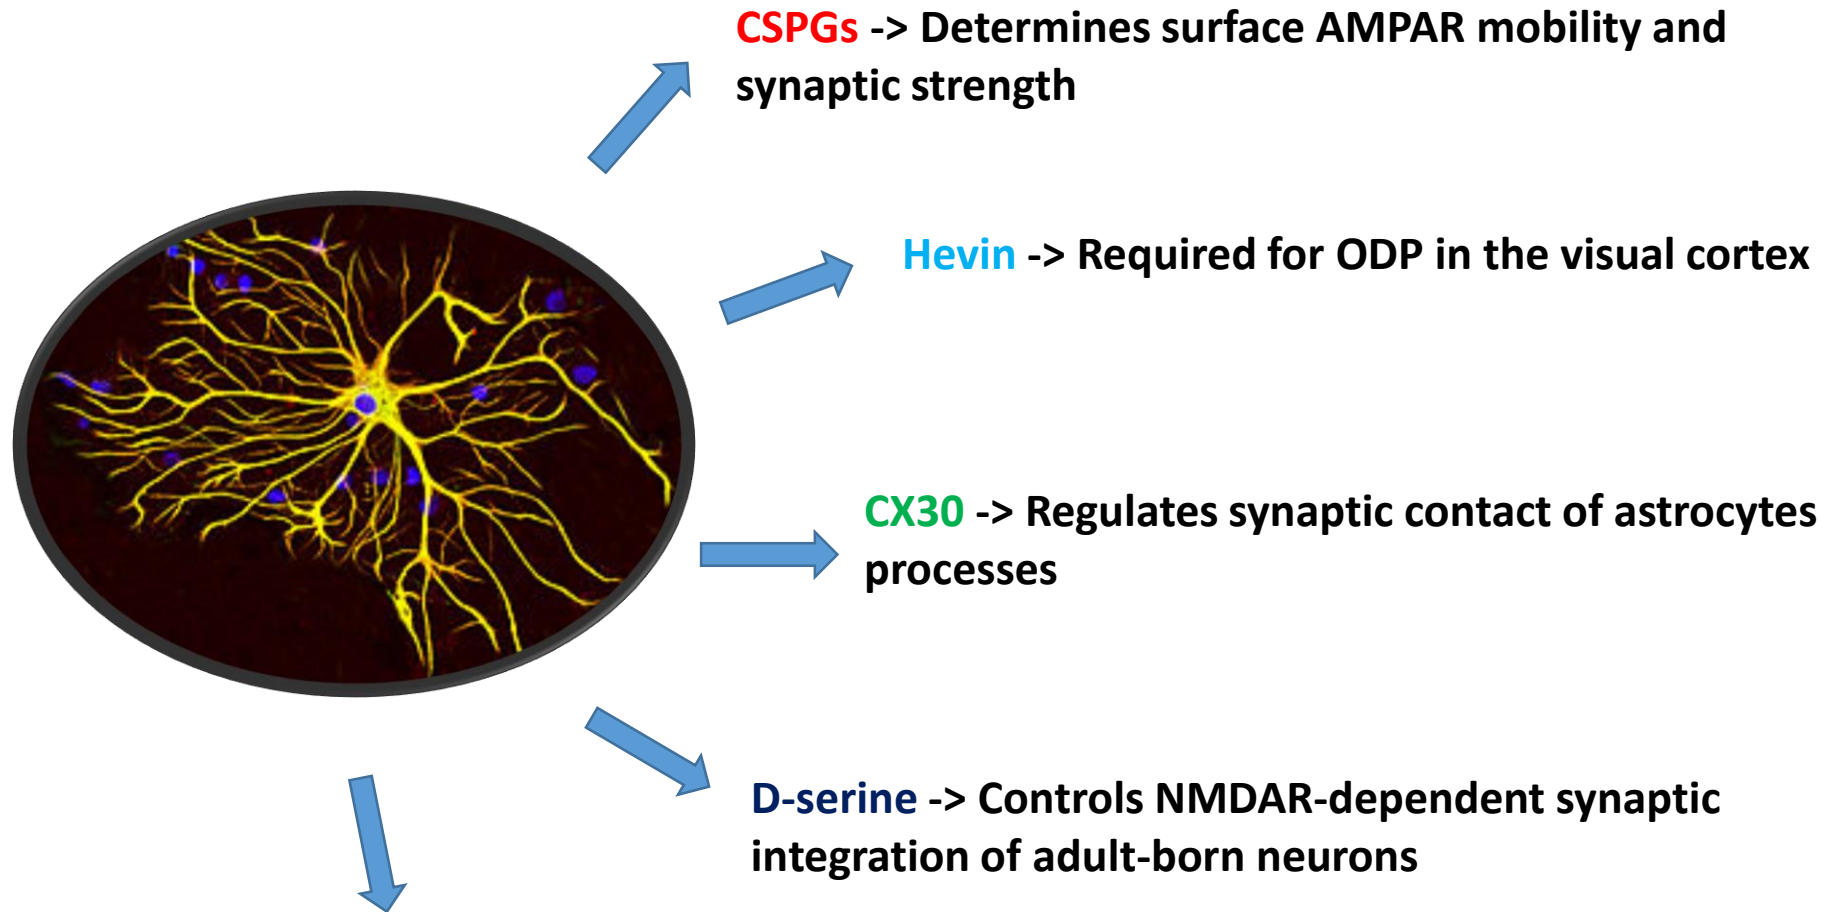 CSPGs -> Determines surface AMPAR mobility and
synaptic strength
Hevin -> Required for ODP in the visual cortex
CX30 -> Regulates synaptic contact of astrocytes
processes
D-serine -> Controls NMDAR-dependent synaptic
integration of adult-born neurons